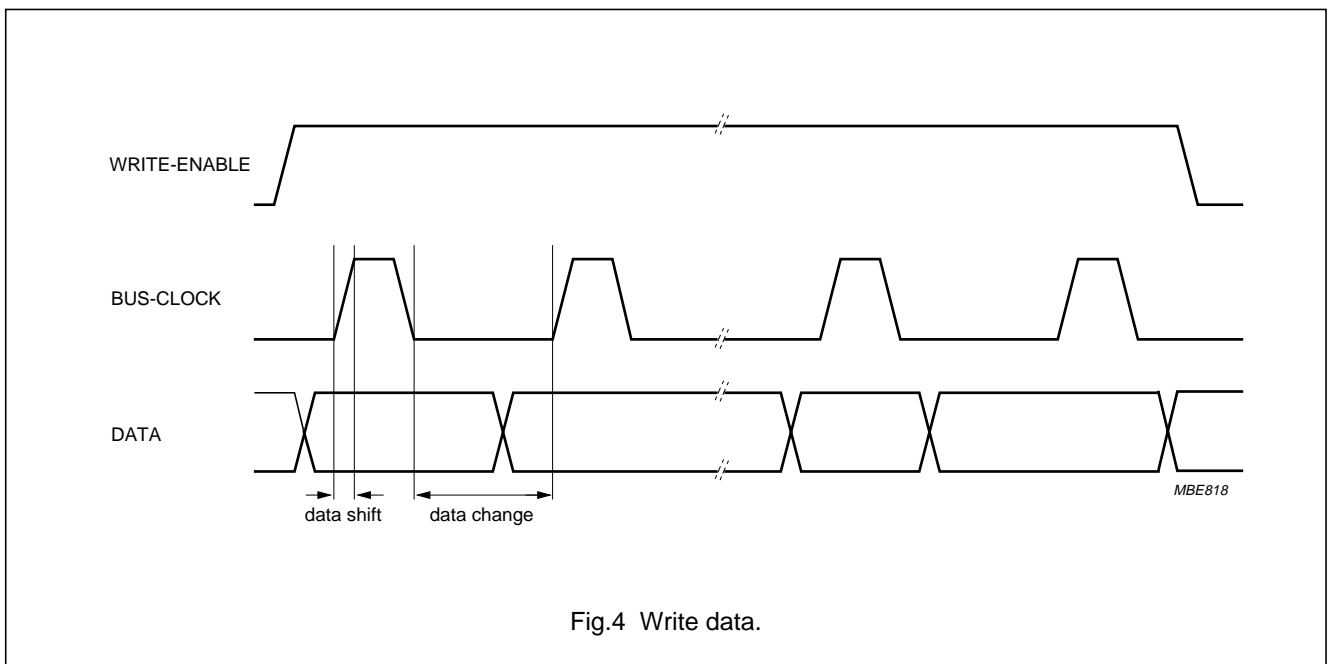 WRITE-ENABLE
BUS-CLOCK
DATA
MBE818
data shift
data change
Fig.4 Write data.